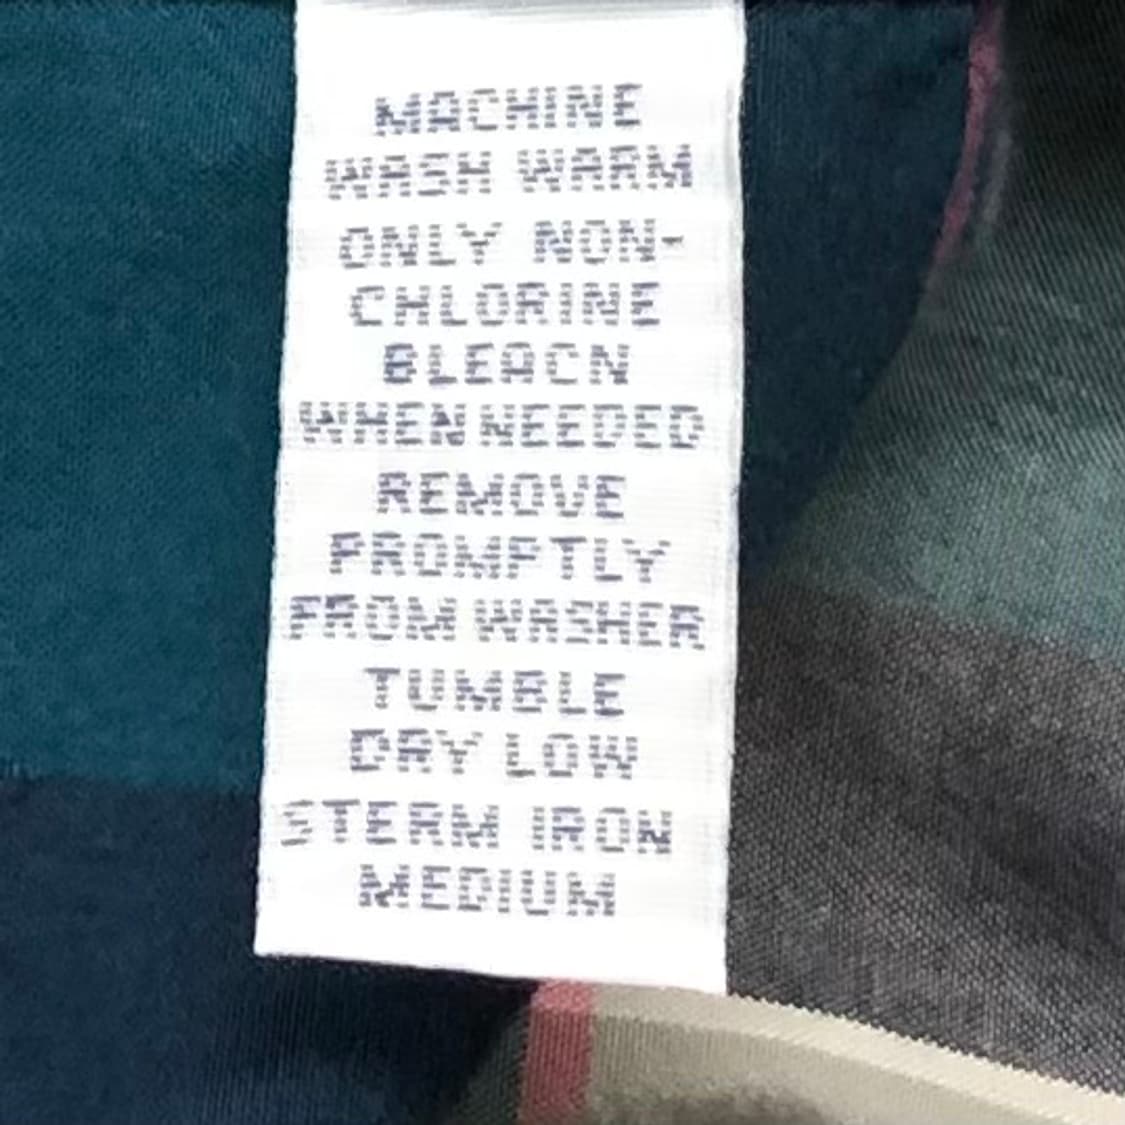 MACHINE
WASH WARM
ONLY NON-
CHLORINE
BLEACN
WHEN NEEDED
REMOVE
PROMPTLY
FROM WASHER
TUMBLE
DRY LOW
STEAM IRON
MEDIUM